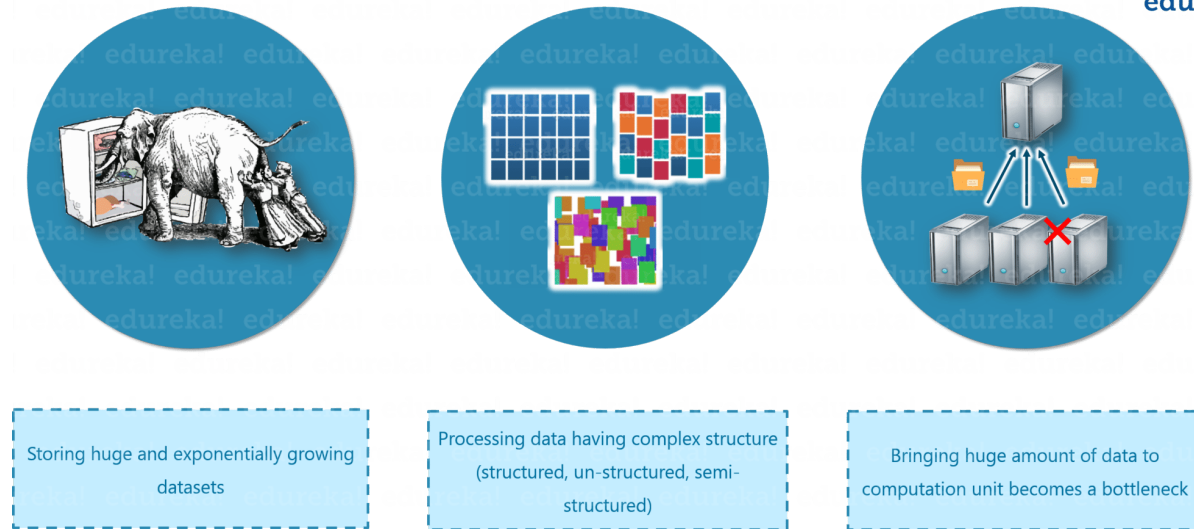 edu
Storing huge and exponentially growing
datasets
Processing data having complex structure
(structured, un-structured, semi-
structured)
Bringing huge amount of data to
computation unit becomes a bottleneck